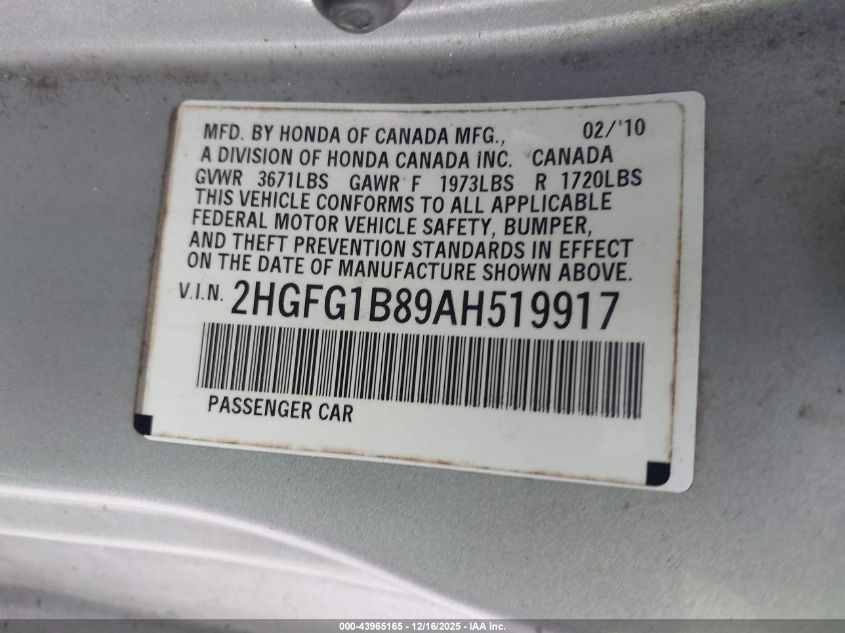 MFD. BY HONDA OF CANADA MFG., 02/'10
A DIVISION OF HONDA CANADA INC. CANADA
GVWR 3671LBS GAWR F 1973LBS R 1720LBS
THIS VEHICLE CONFORMS TO ALL APPLICABLE
FEDERAL MOTOR VEHICLE SAFETY, BUMPER,
AND THEFT PREVENTION STANDARDS IN EFFECT
ON THE DATE OF MANUFACTURE SHOWN ABOVE.
V.I.N. 2HGFG1B89AH519917
PASSENGER CAR
000-43965165 - 12/16/2025 - IAA Inc.